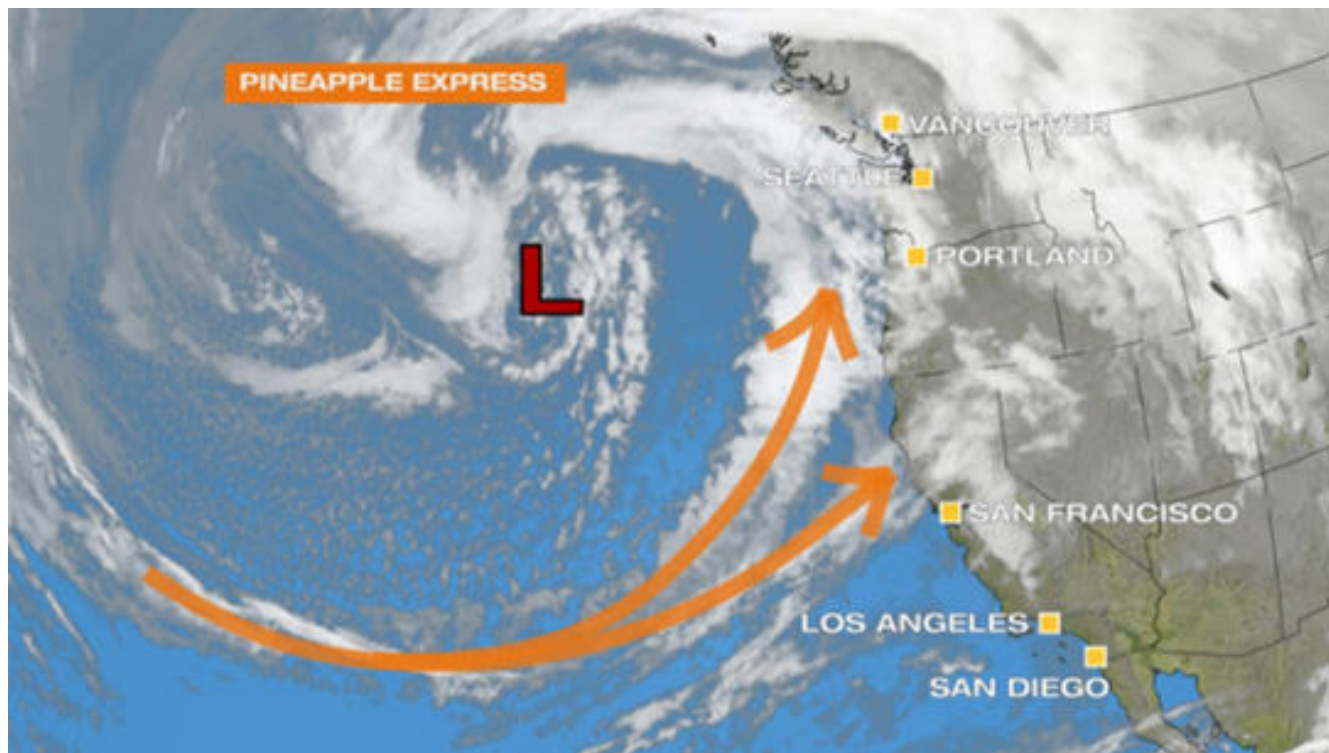 PINEAPPLE EXPRESS
VANCOUVER
SEATTLE
L
PORTLAND
SAN FRANCISCO
LOS ANGELES
SAN DIEGO